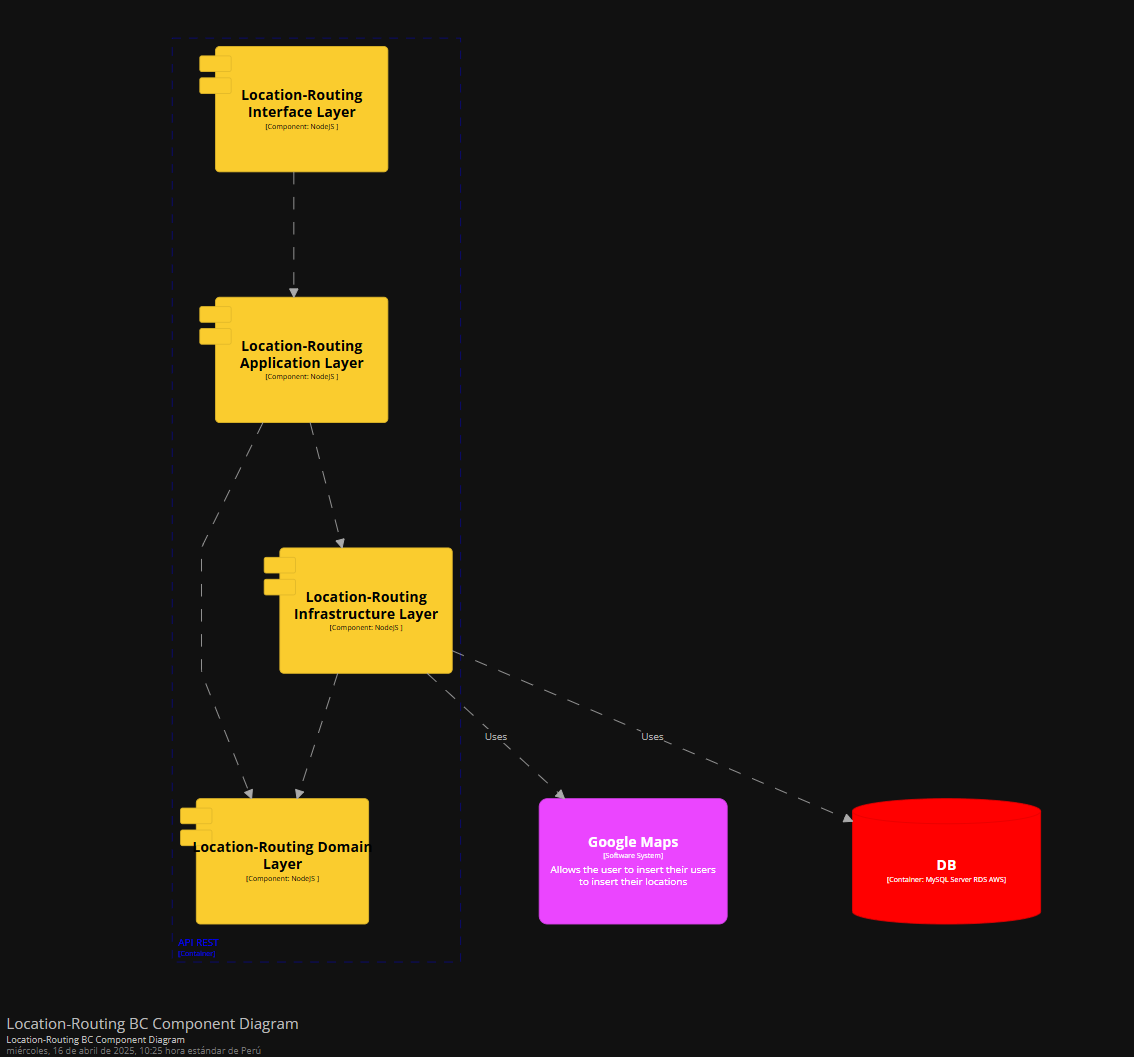 Location-Routing
Interface Layer
[Component: NodeJS ]
Location-Routing
Application Layer
[Component: NodeJS ]
Location-Routing
Infrastructure Layer
[Component: NodeJS ]
Uses
Uses
Location-Routing Domain
Layer
[Component: NodeJS ]
Google Maps
[Software System]
Allows the user to insert their users
to insert their locations
DB
[Container: MySQL Server RDS AWS]
API REST
[Container]
Location-Routing BC Component Diagram
Location-Routing BC Component Diagram
miércoles, 16 de abril de 2025, 10:25 hora estándar de Perú